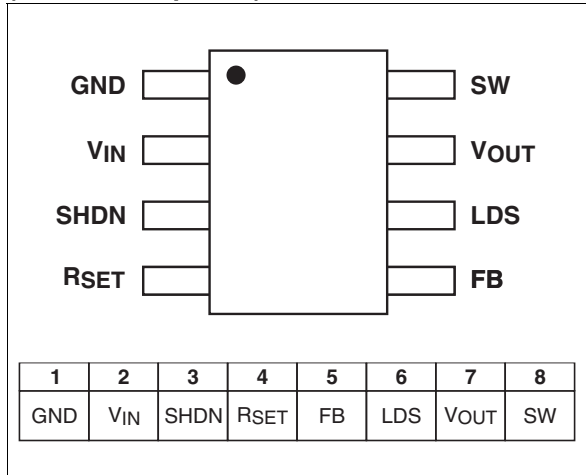 GND SW
VIN VOUT
SHDN LDS
RSET FB
1 2 3 4 5 6 7 8
GND VIN SHDN RSET FB LDS VOUT SW